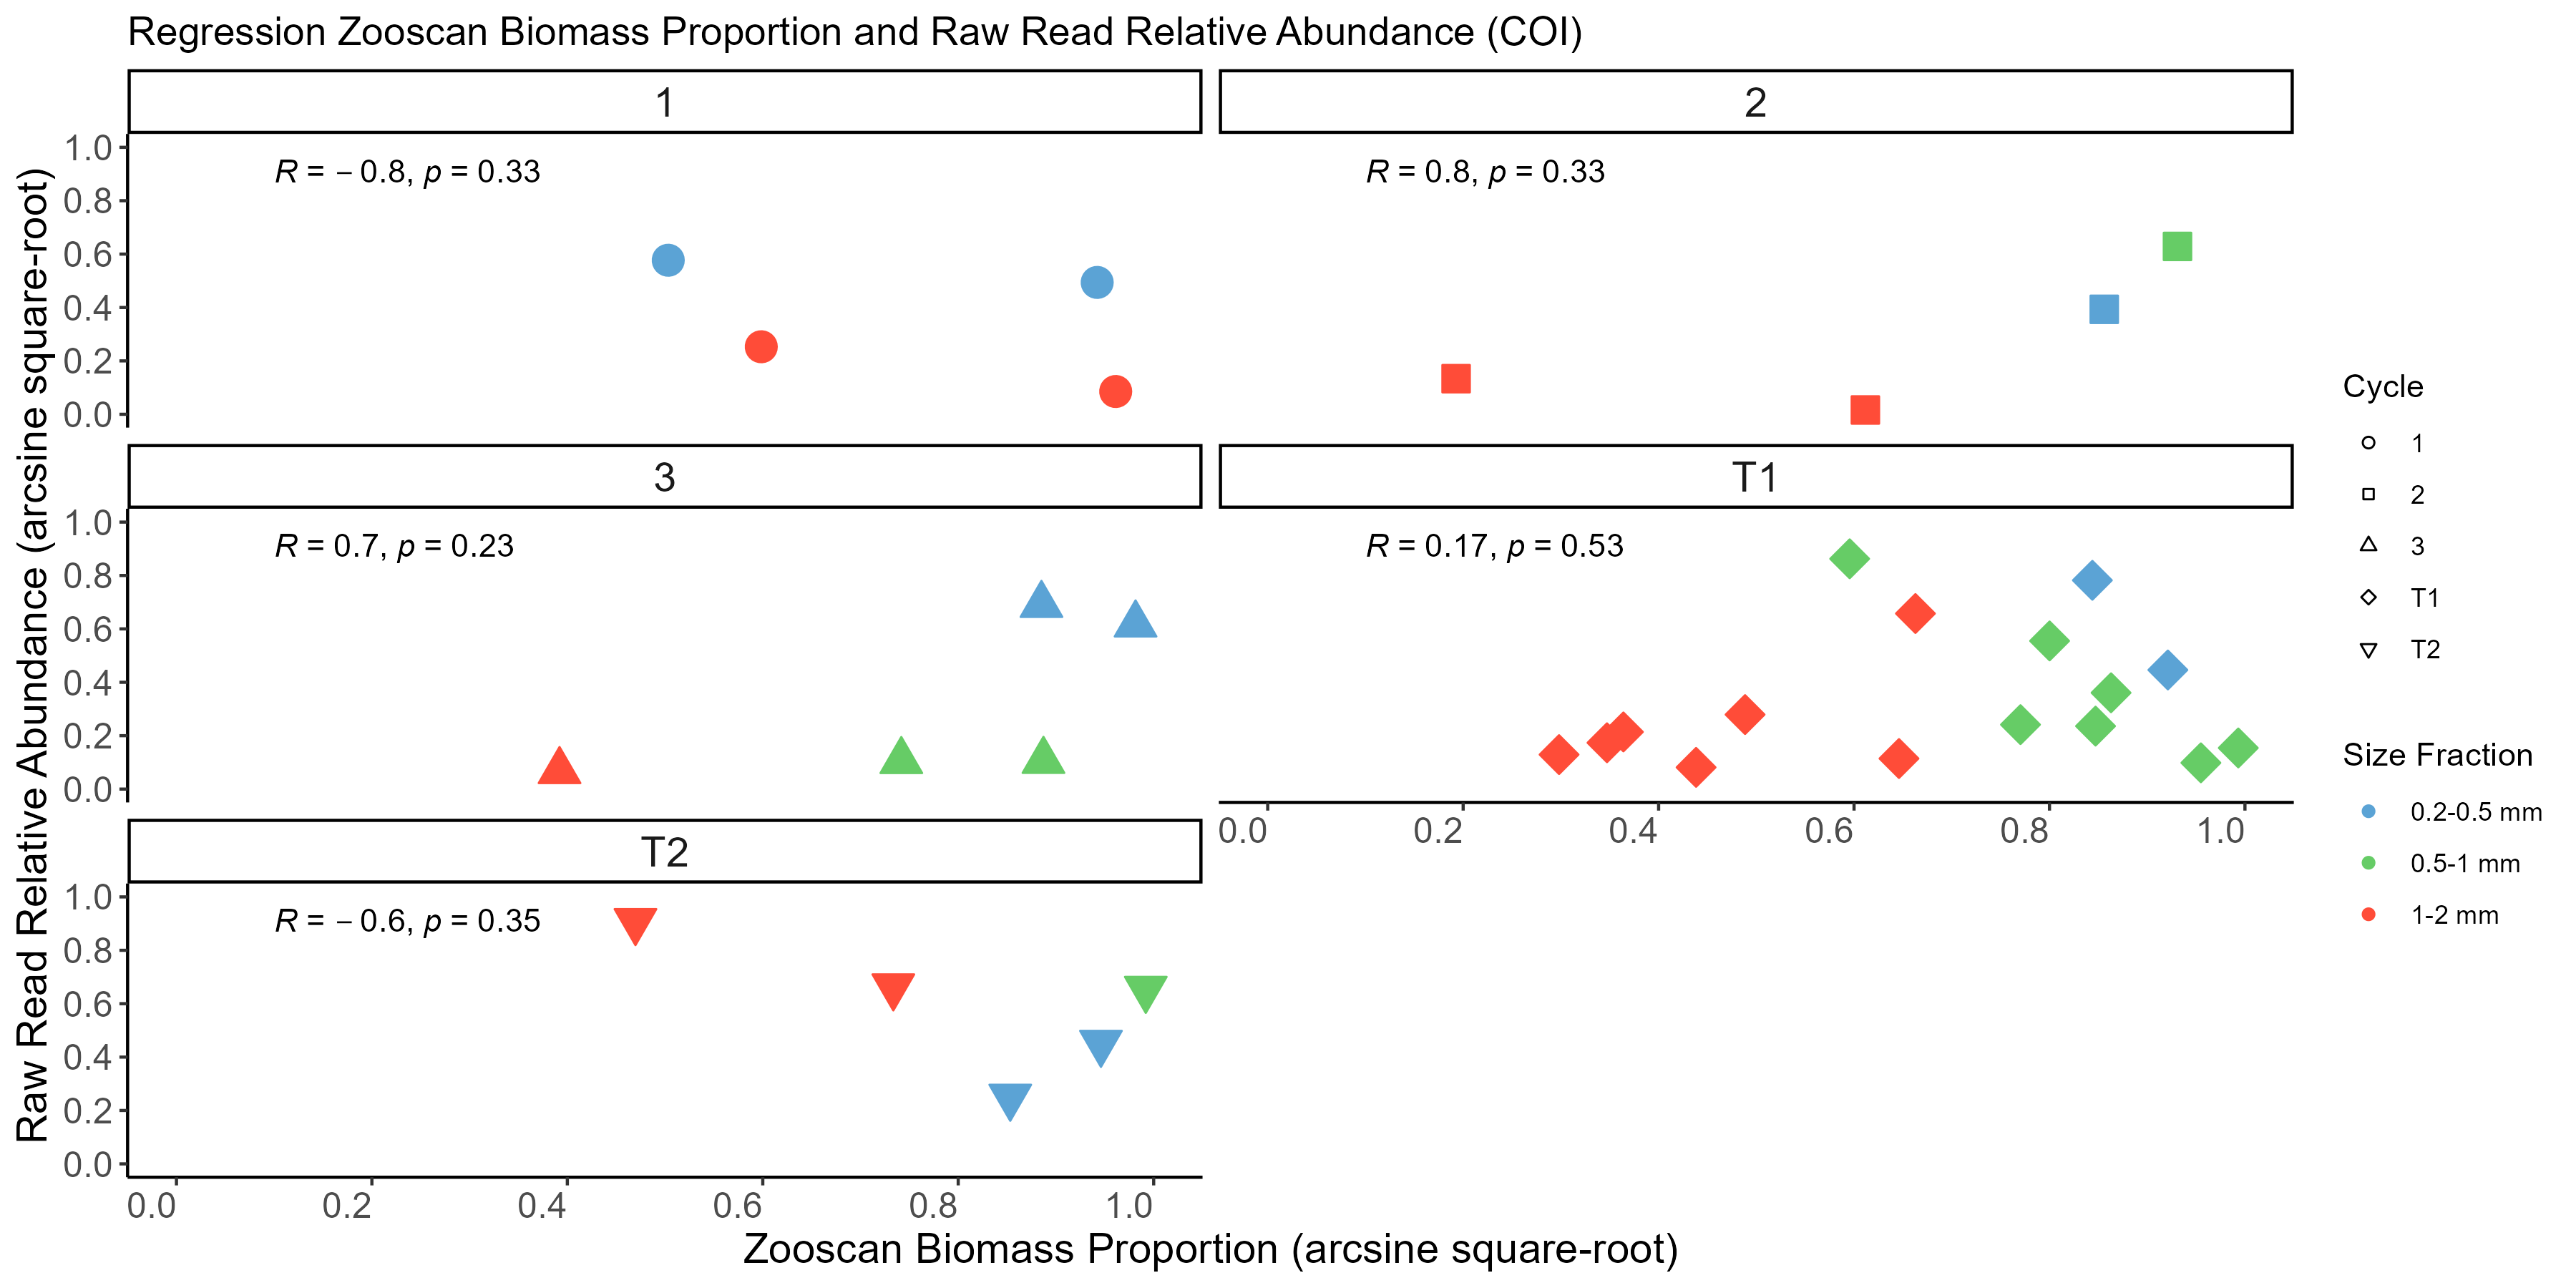 Regression Zooscan Biomass Proportion and Raw Read Relative Abundance (COI)
1
2
R = − 0.8, p = 0.33
R = 0.8, p = 0.33
1.0
0.8
0.6
0.4
0.2
0.0
3
T1
R = 0.7, p = 0.23
R = 0.17, p = 0.53
1.0
0.8
0.6
0.4
0.2
0.0
0.0 0.2 0.4 0.6 0.8 1.0
T2
R = − 0.6, p = 0.35
1.0
0.8
0.6
0.4
0.2
0.0
0.0 0.2 0.4 0.6 0.8 1.0
Zooscan Biomass Proportion (arcsine square-root)
Raw Read Relative Abundance (arcsine square-root)
Cycle
1
2
3
T1
T2
Size Fraction
0.2-0.5 mm
0.5-1 mm
1-2 mm